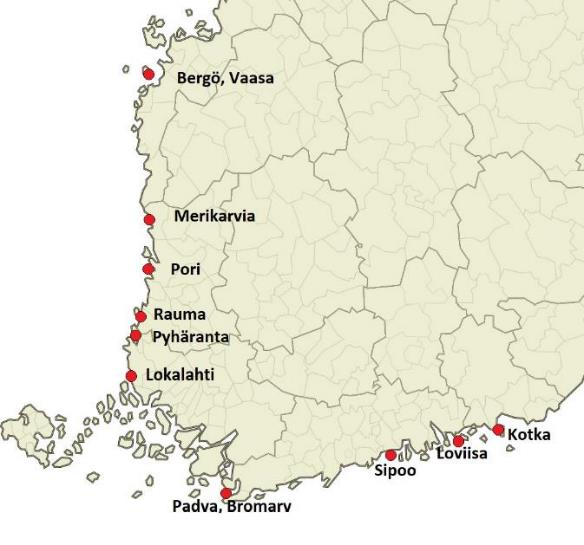 Bergö, Vaasa
Merikarvia
Pori
Rauma
Pyhäranta
Lokalahti
Kotka
Loviisa
Sipoo
Padva, Bromarv